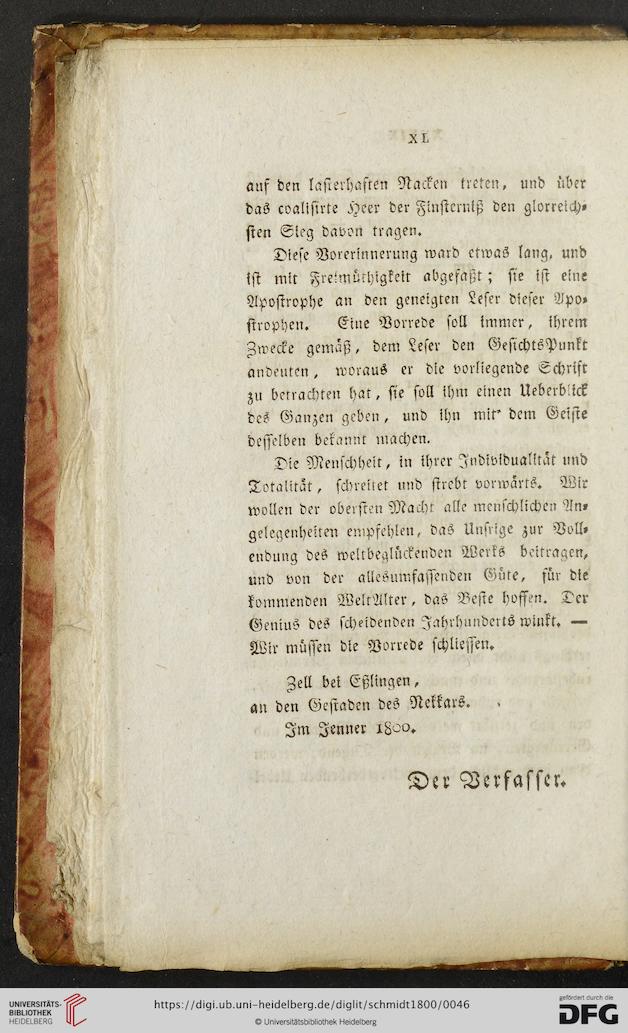 XL
auf den lasterhaften Nacken treten, und über
das coalisirte Heer der Finsterniß den glorreich-
sten Sieg davon tragen.
Diese Vorerinnerung ward etwas lang, und
ist mit Freimüthigkeit abgefaßt; sie ist eine
Apostrophe an den geneigten Leser dieser Apo-
strophen. Eine Vorrede soll immer, ihrem
Zwecke gemäß, dem Leser den GesichtsPunkt
andeuten, woraus er die vorliegende Schrift
zu betrachten hat, sie soll ihm einen Ueberblick
des Ganzen geben, und ihn mit dem Geiste
desselben bekannt machen.
Die Menschheit, in ihrer Individualität und
Totalität, schreitet und strebt vorwärts. Wir
wollen der obersten Macht alle menschlichen An-
gelegenheiten empfehlen, das Unsrige zur Voll-
endung des weltbeglückenden Werks beitragen,
und von der allesumfassenden Güte, für die
kommenden WeltAlter, das Beste hoffen. Der
Genius des scheidenden Jahrhunderts winkt. —
Wir müssen die Vorrede schliessen.
Zell bei Eßlingen,
an den Gestaden des Nekkars.
Im Jenner 1800.
Der Verfasser.
UNIVERSITÄTS-
BIBLIOTHEK
HEIDELBERG
https://digi.ub.uni-heidelberg.de/diglit/schmidt1800/0046
© Universitätsbibliothek Heidelberg
gefördert durch die
DFG